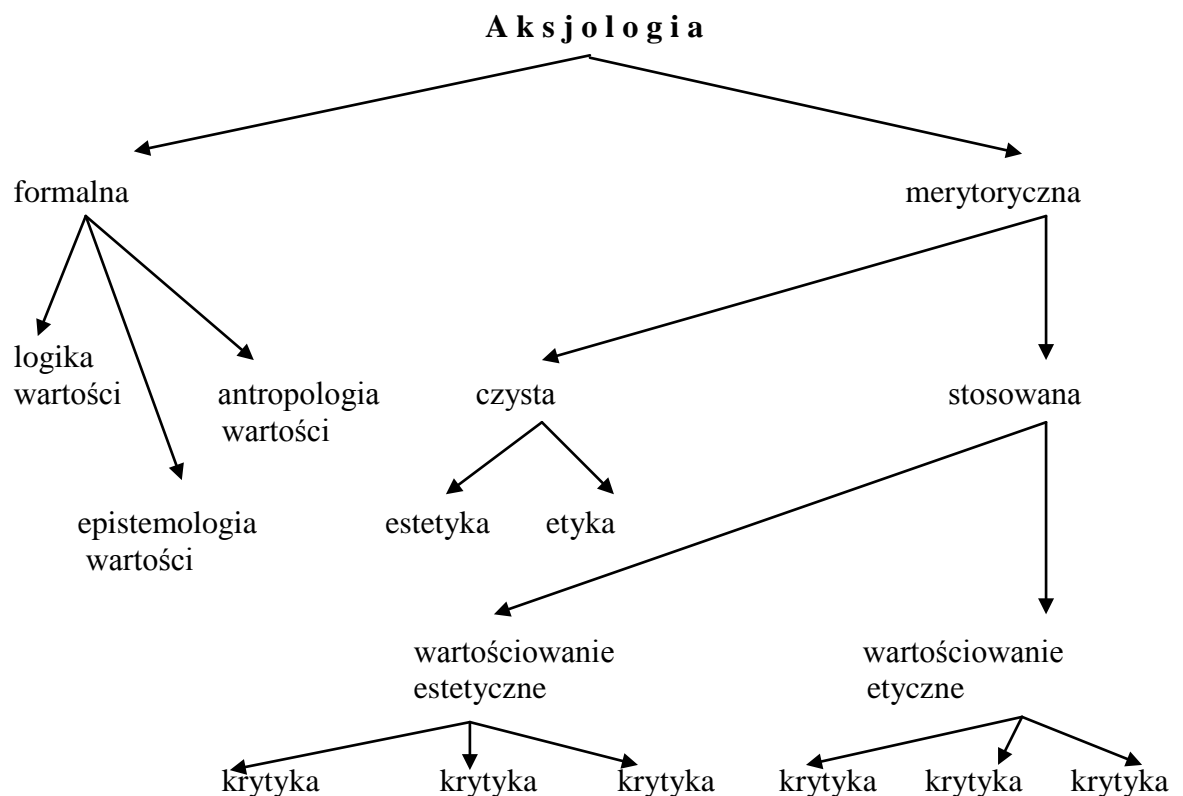 A k s j o l o g i a
formalna
merytoryczna
logika
wartości
antropologia
wartości
czysta
stosowana
epistemologia
wartości
estetyka
etyka
wartościowanie
estetyczne
wartościowanie
etyczne
krytyka
krytyka
krytyka
krytyka
krytyka
krytyka